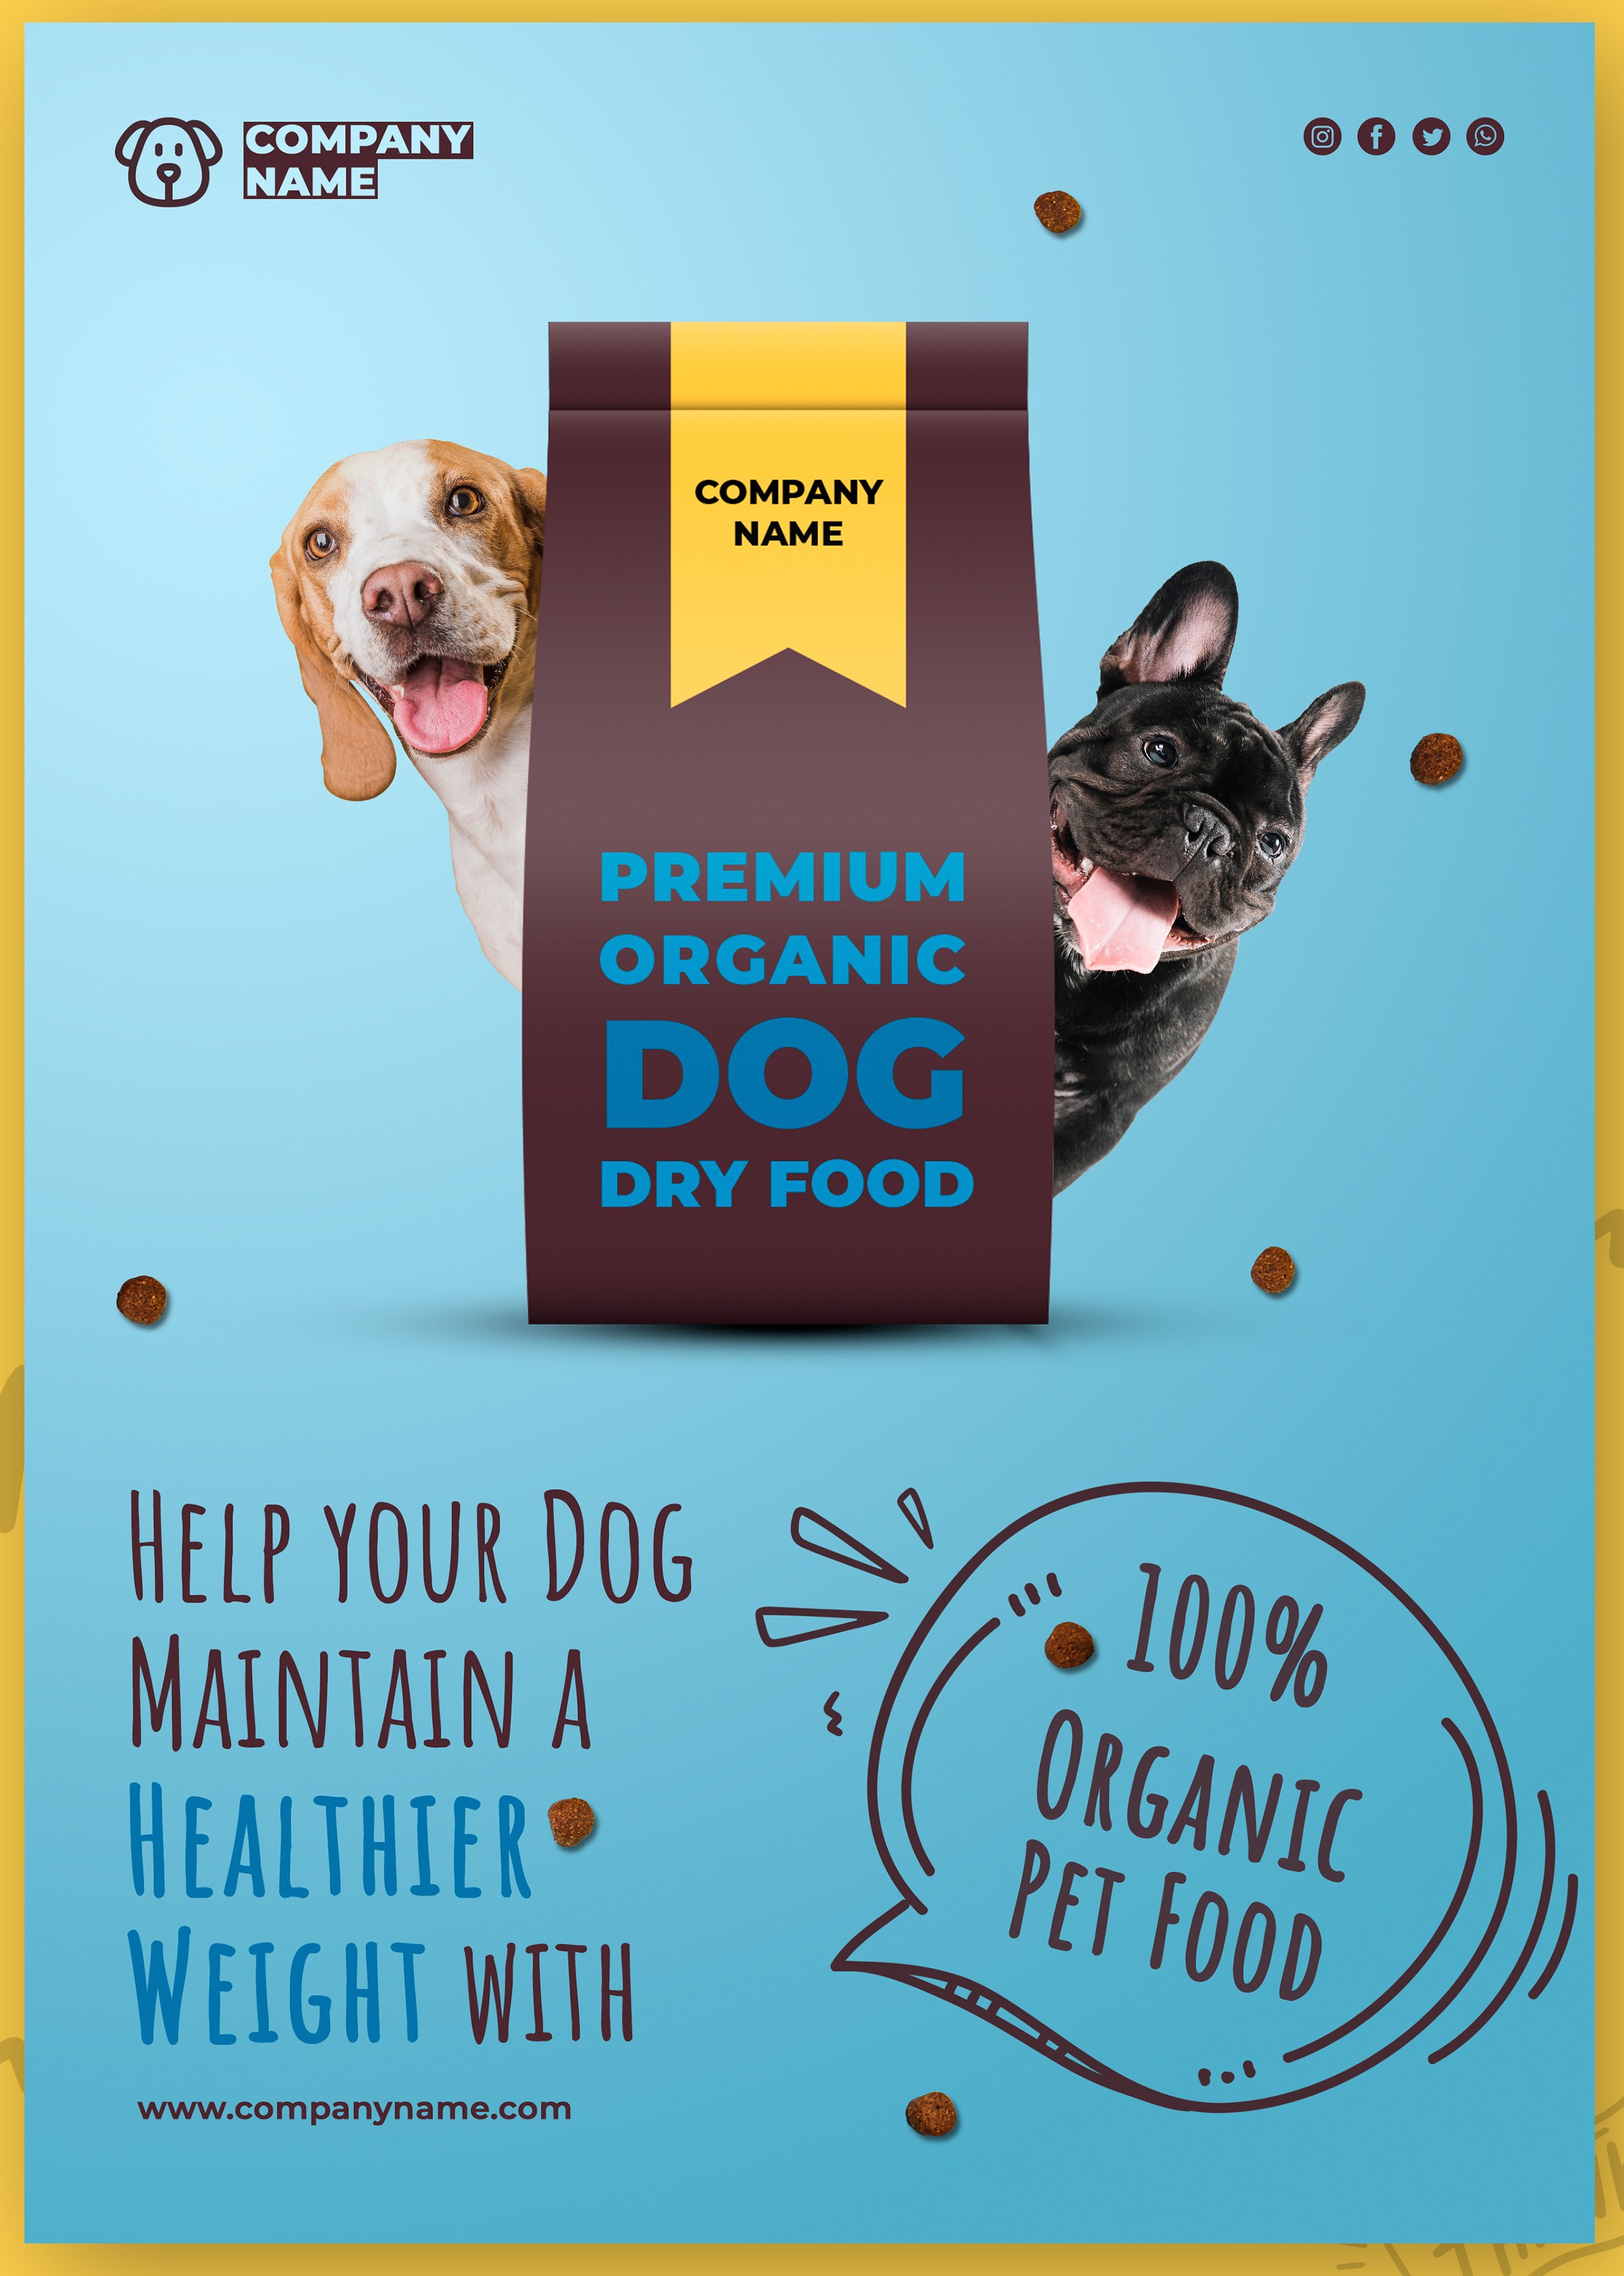 COMPANY
NAME
COMPANY
NAME
PREMIUM
ORGANIC
DOG
DRY FOOD
HELP YOUR DOG
MAINTAIN A
HEALTHIER
WEIGHT WITH
www.companyname.com
100%
ORGANIC
PET FOOD